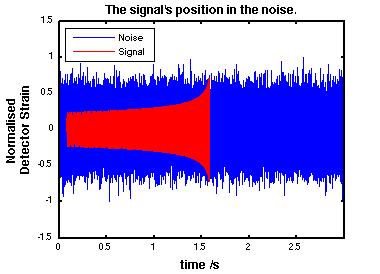 The signal's position in the noise.
1.5
Noise
Signal
1
0.5
0
-0.5
-1
-1.5
Normalised
Detector Strain
0 0.5 1 1.5 2 2.5
time /s